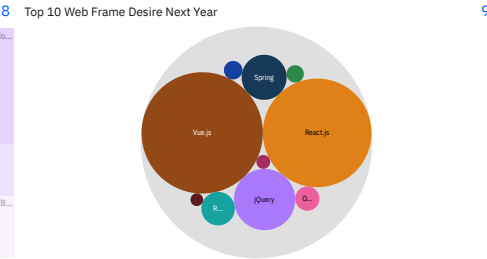 8 Top 10 Web Frame Desire Next Year 9
Spring
Vue.js React.js
R... jQuery O...
B...